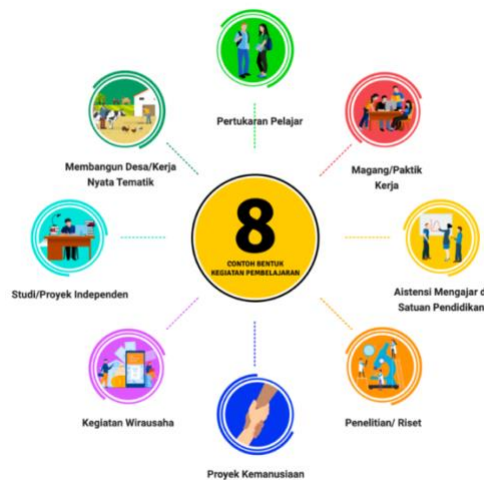 Pertukaran Pelajar
Magang/Paktik
Kerja
Aistensi Mengajar d
Satuan Pendidikan
Penelitian/ Riset
Proyek Kemanusiaan
Kegiatan Wirausaha
Studi/Proyek Independen
Membangun Desa/Kerja
Nyata Tematik
8
CONTOH BENTUK
KEGIATAN PEMBELAJARAN